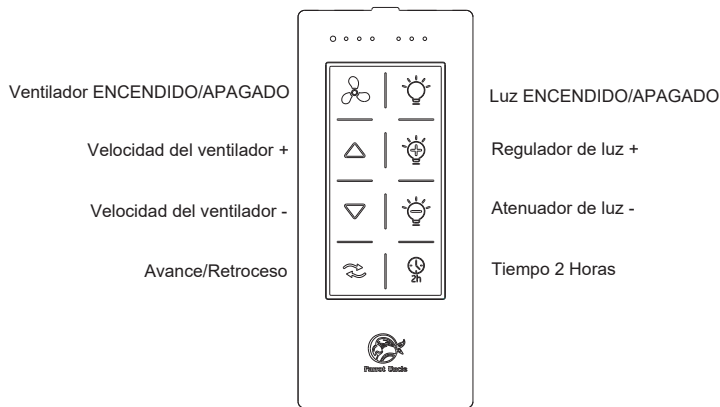 Ventilador ENCENDIDO/APAGADO
Luz ENCENDIDO/APAGADO
Velocidad del ventilador +
Regulador de luz +
Velocidad del ventilador -
Atenuador de luz -
Avance/Retroceso
2h
Tiempo 2 Horas
Parrot Uncle